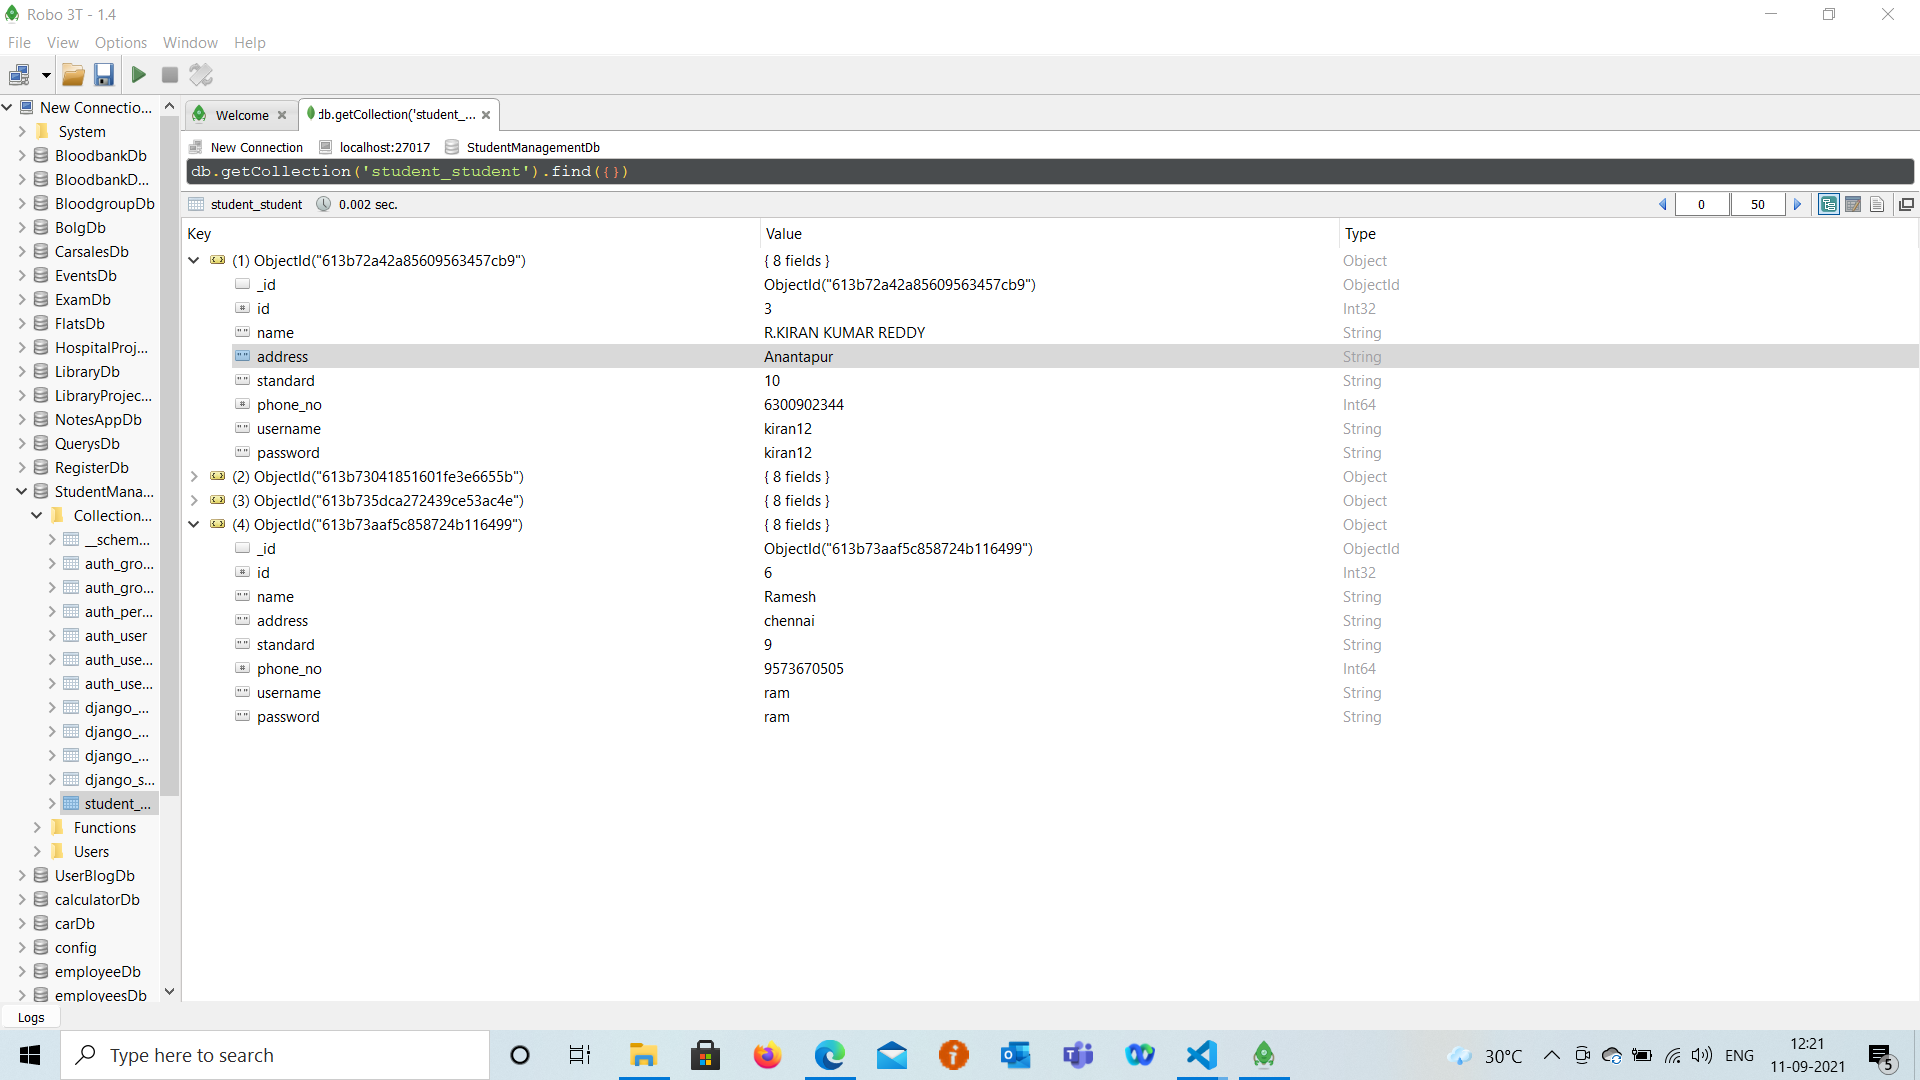 Robo 3T - 1.4
File View Options Window Help
New Connectio...
System
BloodbankDb
BloodbankD...
BloodgroupDb
BolgDb
CarsalesDb
EventsDb
ExamDb
FlatsDb
HospitalProj...
LibraryDb
LibraryProjec...
NotesAppDb
QuerysDb
RegisterDb
StudentMana...
Collection...
__schem...
auth_gro...
auth_gro...
auth_per...
auth_user
auth_use...
auth_use...
django_...
django_...
django_...
django_s...
student_...
Functions
Users
UserBlogDb
calculatorDb
carDb
config
employeeDb
employeesDb
Welcome db.getCollection('student_...
New Connection localhost:27017 StudentManagementDb
db.getCollection('student_student').find({})
student_student 0.002 sec. 0 50
Key Value Type
(1) ObjectId("613b72a42a85609563457cb9") { 8 fields } Object
_id ObjectId("613b72a42a85609563457cb9") ObjectId
id 3 Int32
name R.KIRAN KUMAR REDDY String
address Anantapur String
standard 10 String
phone_no 6300902344 Int64
username kiran12 String
password kiran12 String
(2) ObjectId("613b73041851601fe3e6655b") { 8 fields } Object
(3) ObjectId("613b735dca272439ce53ac4e") { 8 fields } Object
(4) ObjectId("613b73aaf5c858724b116499") { 8 fields } Object
_id ObjectId("613b73aaf5c858724b116499") ObjectId
id 6 Int32
name Ramesh String
address chennai String
standard 9 String
phone_no 9573670505 Int64
username ram String
password ram String
Logs
Type here to search
30°C ENG 12:21
11-09-2021
5